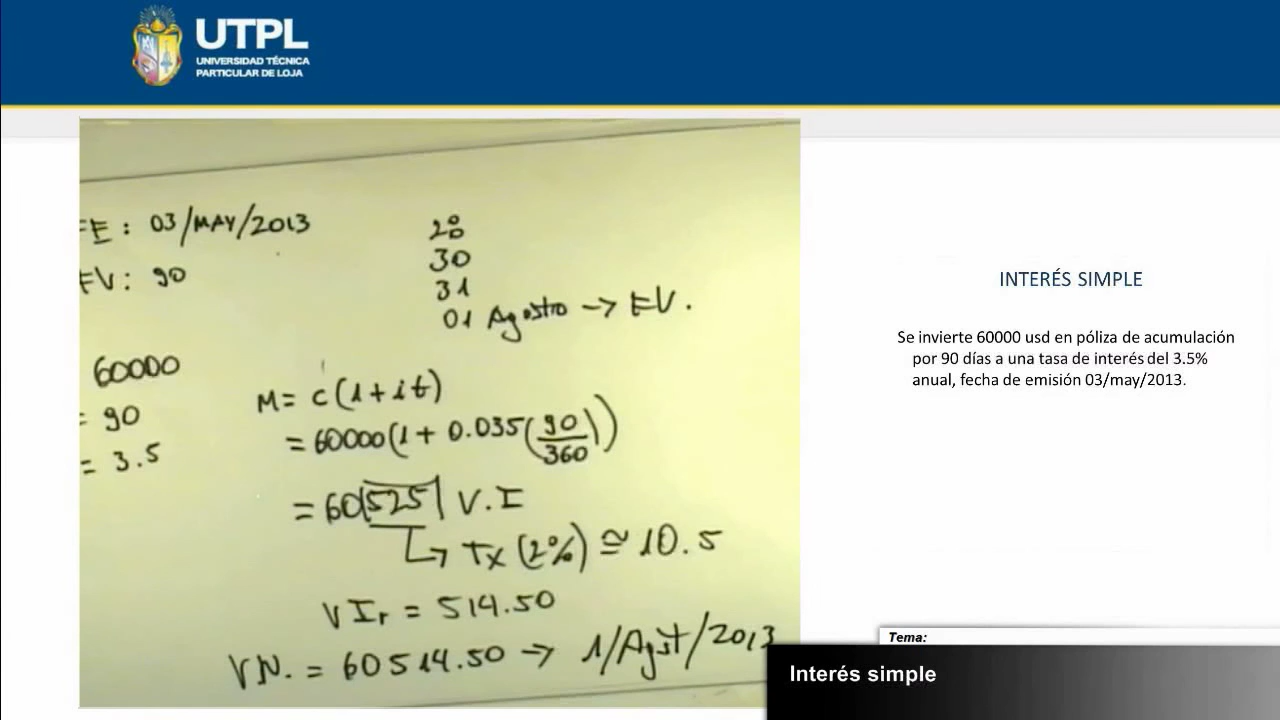 UTPL
UNIVERSIDAD TÉCNICA
PARTICULAR DE LOJA
FE : 03/MAY/2013
FV : 90
28
30
31
01 Agosto → FV.
60000
= 90
= 3.5
M = C(1 + it)
= 60000(1 + 0.035(90/360))
= 60525 V.I
→ Tx (2%) ≅ 10.5
VIr = 514.50
VN. = 60514.50 → 1/Agst/2013
INTERÉS SIMPLE
Se invierte 60000 usd en póliza de acumulación
por 90 días a una tasa de interés del 3.5%
anual, fecha de emisión 03/may/2013.
Tema:
Interés simple